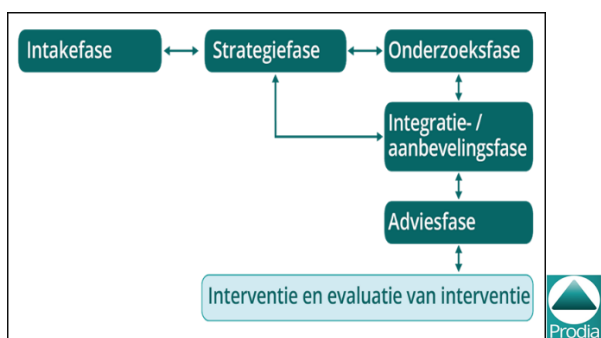 Intakefase
Strategiefase
Onderzoeksfase
Integratie- /
aanbevelingsfase
Adviesfase
Interventie en evaluatie van interventie
Prodia